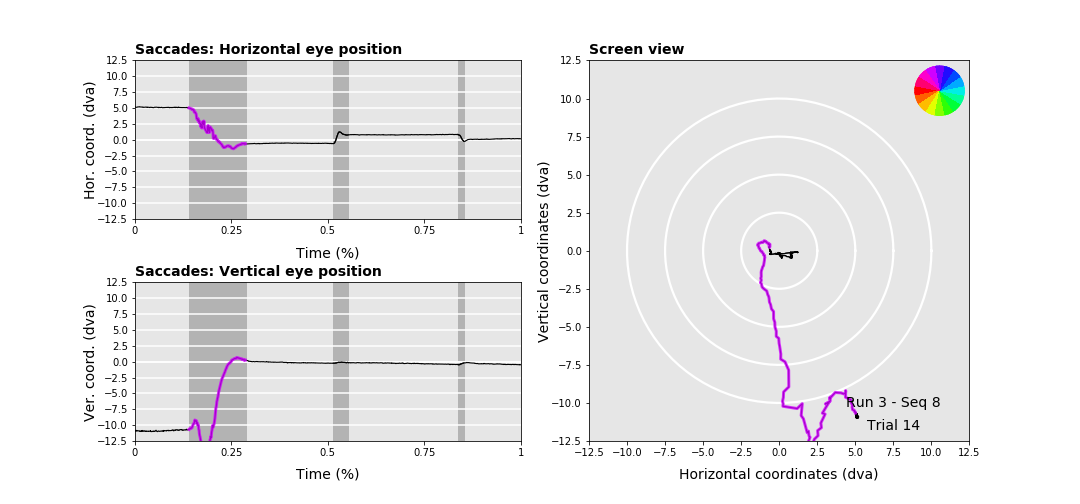 Saccades: Horizontal eye position
12.5
10.0
7.5
5.0
2.5
0.0
−2.5
−5.0
−7.5
−10.0
−12.5
Hor. coord. (dva)
0 0.25 0.5 0.75 1
Time (%)
Saccades: Vertical eye position
12.5
10.0
7.5
5.0
2.5
0.0
−2.5
−5.0
−7.5
−10.0
−12.5
Ver. coord. (dva)
0 0.25 0.5 0.75 1
Time (%)
Screen view
12.5
10.0
7.5
5.0
2.5
0.0
−2.5
−5.0
−7.5
−10.0
−12.5
Vertical coordinates (dva)
Run 3 - Seq 8
Trial 14
−12.5 −10.0 −7.5 −5.0 −2.5 0.0 2.5 5.0 7.5 10.0 12.5
Horizontal coordinates (dva)